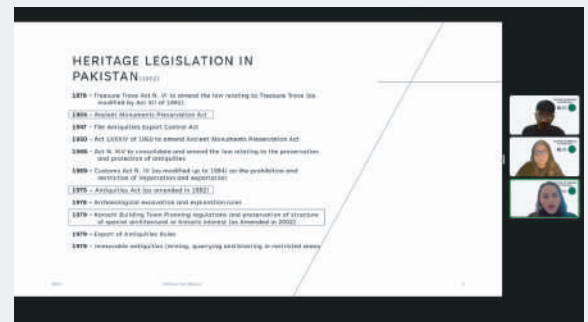 HERITAGE LEGISLATION IN
PAKISTAN
1878 - Treasure Trove Act N. VI to amend the law relating to Treasure Trove (as
modified by Act XII of 1891)
1904 - Ancient Monuments Preservation Act
1947 - The Antiquities Export Control Act
Act LXXXIV of 1950 to amend Ancient Monuments Preservation Act
Act N. XIV to consolidate and amend the law relating to the preservation
and protection of antiquities
1969 - Customs Act N. IV (as modified up to 1984) on the prohibition and
restriction of importation and exportation
1975 - Antiquities Act (as amended in 1992)
1978 - Archaeological excavation and exploration rules
1979 - Karachi Building Town Planning regulations and preservation of structure
of special architectural or historic interest (as Amended in 2002)
1979 - Export of Antiquities Rules
1979 - Immovable antiquities (mining, quarrying and blasting in restricted areas